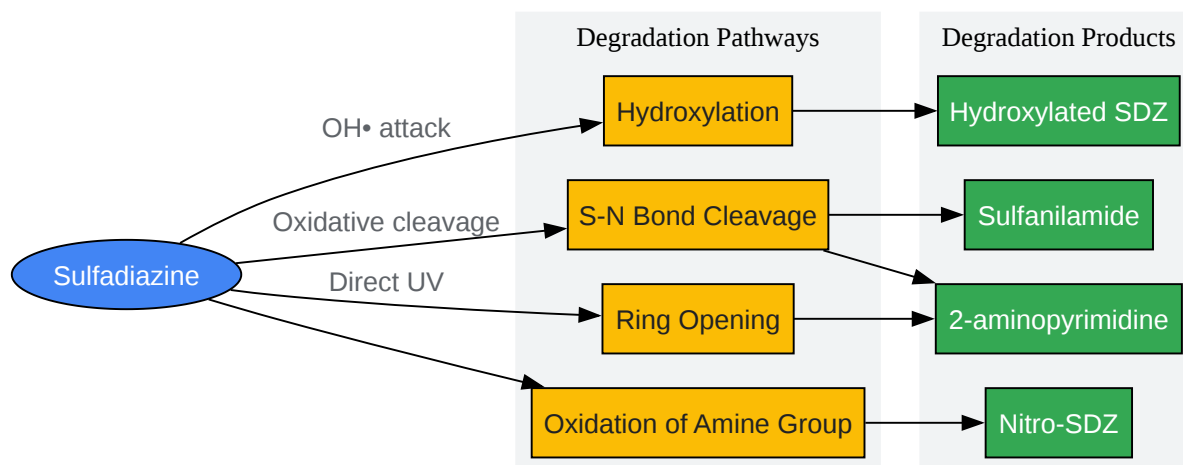 Degradation Pathways
Degradation Products
Hydroxylation
Hydroxylated SDZ
OH• attack
S-N Bond Cleavage
Sulfanilamide
Oxidative cleavage
Sulfadiazine
Direct UV
Ring Opening
2-aminopyrimidine
Oxidation of Amine Group
Nitro-SDZ